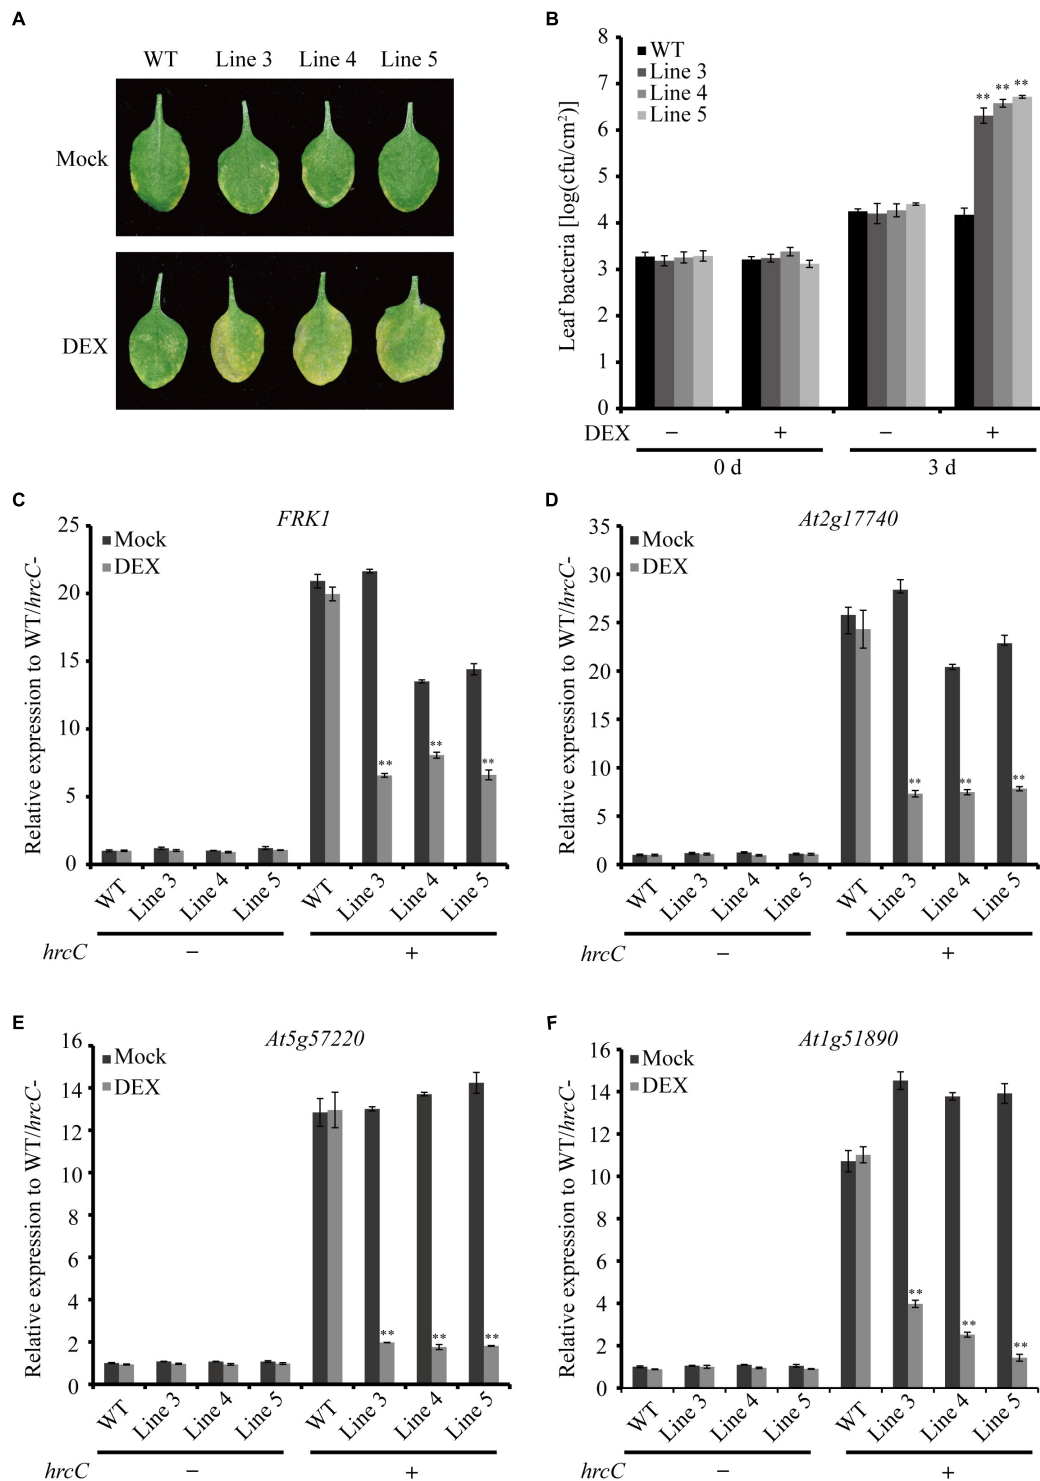 A
WT Line 3 Line 4 Line 5
Mock
DEX
B
Leaf bacteria [log(cfu/cm²)]
8
7
6
5
4
3
2
1
0
WT
Line 3
Line 4
Line 5
** ** **
DEX − + − +
0 d 3 d
C
FRK1
Relative expression to WT/hrcC-
25
20
15
10
5
0
Mock
DEX
** ** **
WT Line 3 Line 4 Line 5 WT Line 3 Line 4 Line 5
hrcC − +
D
At2g17740
Relative expression to WT/hrcC-
35
30
25
20
15
10
5
0
Mock
DEX
** ** **
WT Line 3 Line 4 Line 5 WT Line 3 Line 4 Line 5
hrcC − +
E
At5g57220
Relative expression to WT/hrcC-
16
14
12
10
8
6
4
2
0
Mock
DEX
** ** **
WT Line 3 Line 4 Line 5 WT Line 3 Line 4 Line 5
hrcC − +
F
At1g51890
Relative expression to WT/hrcC-
16
14
12
10
8
6
4
2
0
Mock
DEX
** ** **
WT Line 3 Line 4 Line 5 WT Line 3 Line 4 Line 5
hrcC − +